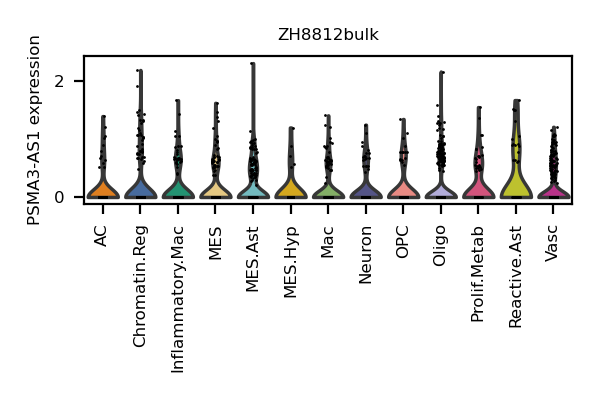 ZH8812bulk
PSMA3-AS1 expression
2
0
AC
Chromatin.Reg
Inflammatory.Mac
MES
MES.Ast
MES.Hyp
Mac
Neuron
OPC
Oligo
Prolif.Metab
Reactive.Ast
Vasc